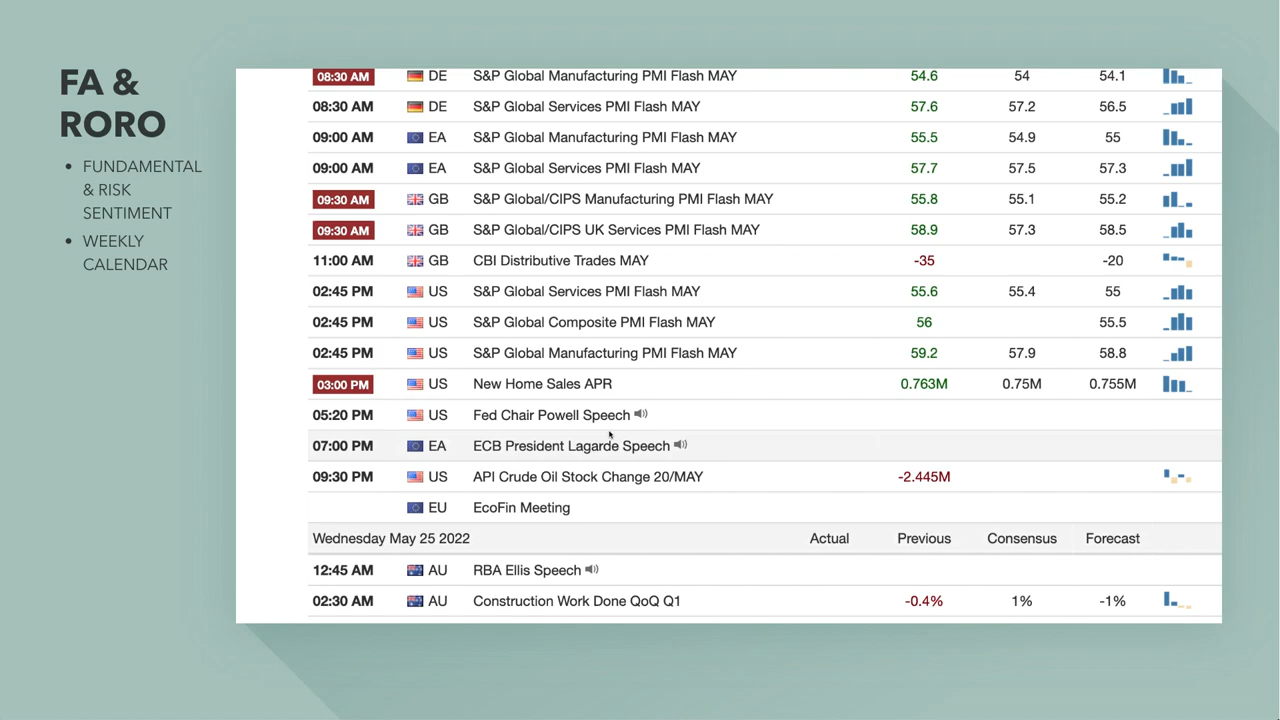 FA &
RORO
• FUNDAMENTAL
& RISK
SENTIMENT
• WEEKLY
CALENDAR
08:30 AM DE S&P Global Manufacturing PMI Flash MAY 54.6 54 54.1
08:30 AM DE S&P Global Services PMI Flash MAY 57.6 57.2 56.5
09:00 AM EA S&P Global Manufacturing PMI Flash MAY 55.5 54.9 55
09:00 AM EA S&P Global Services PMI Flash MAY 57.7 57.5 57.3
09:30 AM GB S&P Global/CIPS Manufacturing PMI Flash MAY 55.8 55.1 55.2
09:30 AM GB S&P Global/CIPS UK Services PMI Flash MAY 58.9 57.3 58.5
11:00 AM GB CBI Distributive Trades MAY -35 -20
02:45 PM US S&P Global Services PMI Flash MAY 55.6 55.4 55
02:45 PM US S&P Global Composite PMI Flash MAY 56 55.5
02:45 PM US S&P Global Manufacturing PMI Flash MAY 59.2 57.9 58.8
03:00 PM US New Home Sales APR 0.763M 0.75M 0.755M
05:20 PM US Fed Chair Powell Speech
07:00 PM EA ECB President Lagarde Speech
09:30 PM US API Crude Oil Stock Change 20/MAY -2.445M
EU EcoFin Meeting
Wednesday May 25 2022 Actual Previous Consensus Forecast
12:45 AM AU RBA Ellis Speech
02:30 AM AU Construction Work Done QoQ Q1 -0.4% 1% -1%